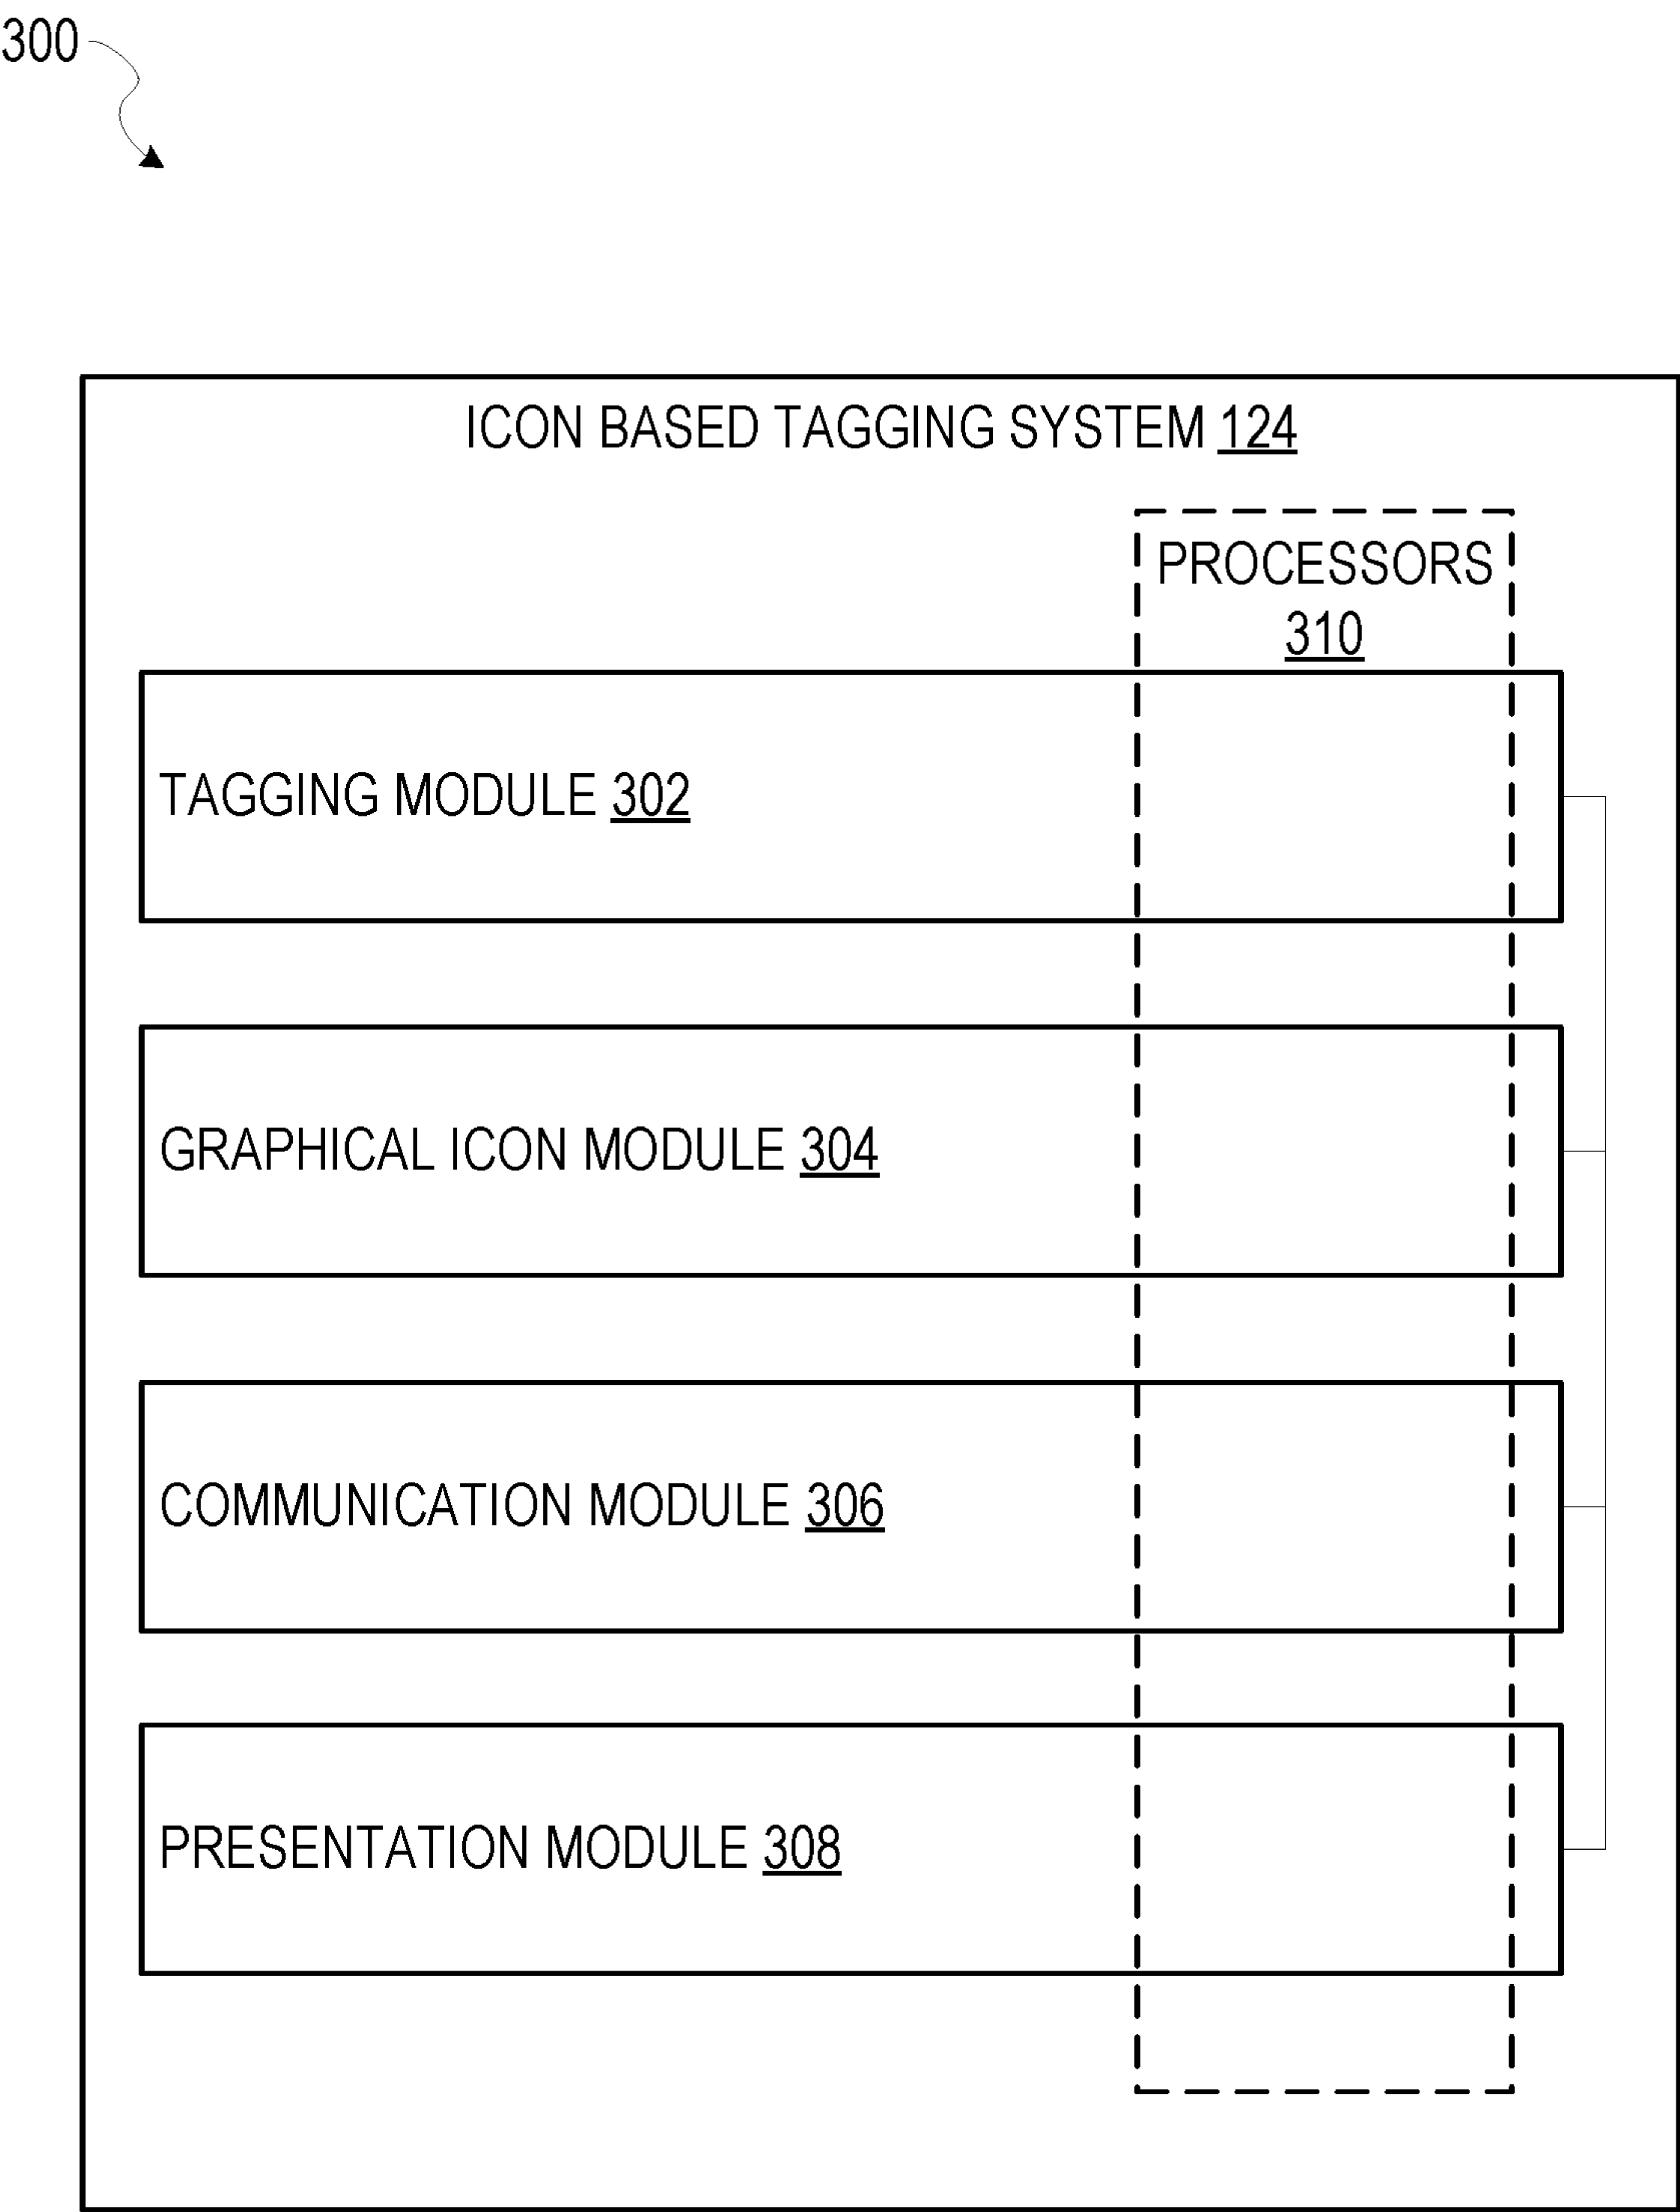 300
ICON BASED TAGGING SYSTEM 124
PROCESSORS
310
TAGGING MODULE 302
GRAPHICAL ICON MODULE 304
COMMUNICATION MODULE 306
PRESENTATION MODULE 308